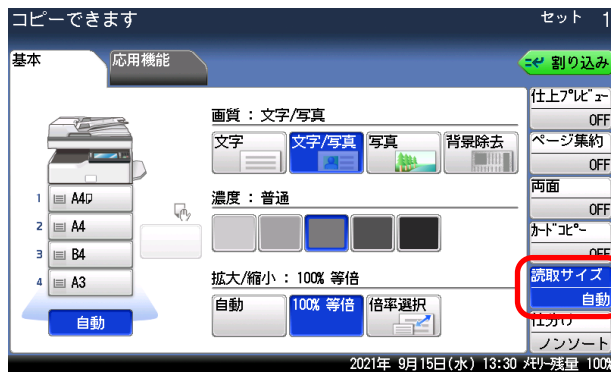 コピーできます
セット 1
基本
応用機能
割り込み
画質 : 文字/写真
文字
文字/写真
写真
背景除去
1 A4
2 A4
3 B4
4 A3
自動
濃度 : 普通
拡大/縮小 : 100% 等倍
自動
100% 等倍
倍率選択
仕上プレビュー
OFF
ページ集約
OFF
両面
OFF
カードコピー
OFF
読取サイズ
自動
仕分け
ノンソート
2021年 9月15日(水) 13:30 メモリー残量 100%